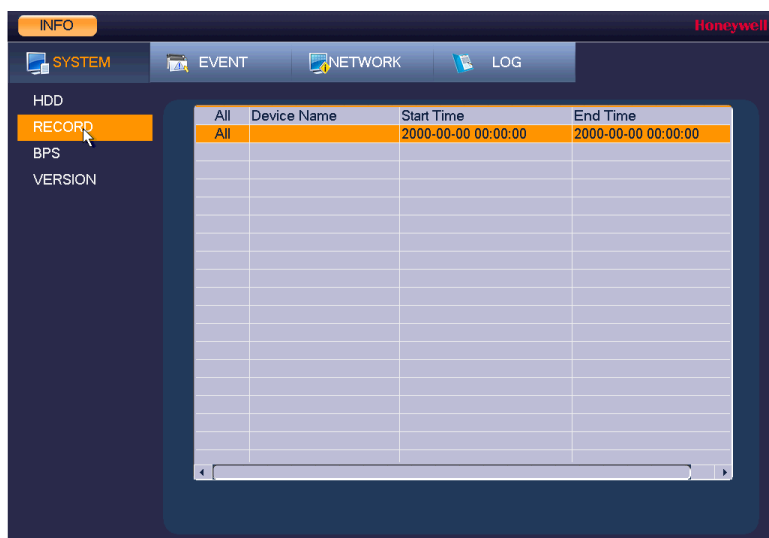 INFO
Honeywell
SYSTEM EVENT NETWORK LOG
HDD
RECORD
BPS
VERSION
All Device Name Start Time End Time
All 2000-00-00 00:00:00 2000-00-00 00:00:00